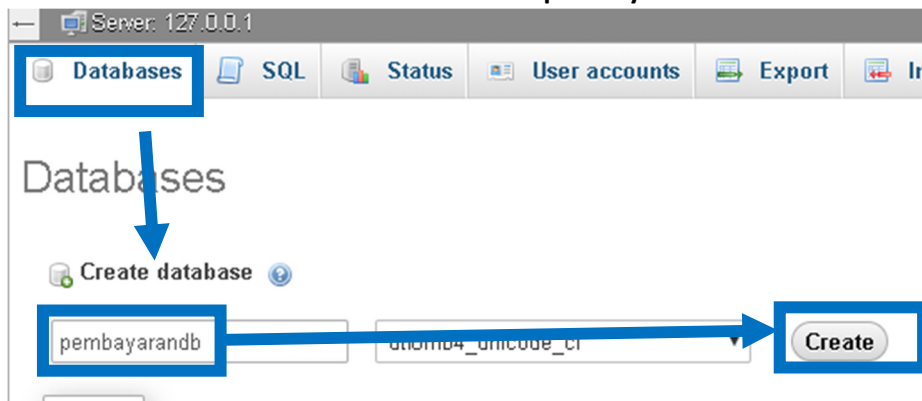 Server: 127.0.0.1
Databases SQL Status User accounts Export
Databases
Create database
pembayarandb Create